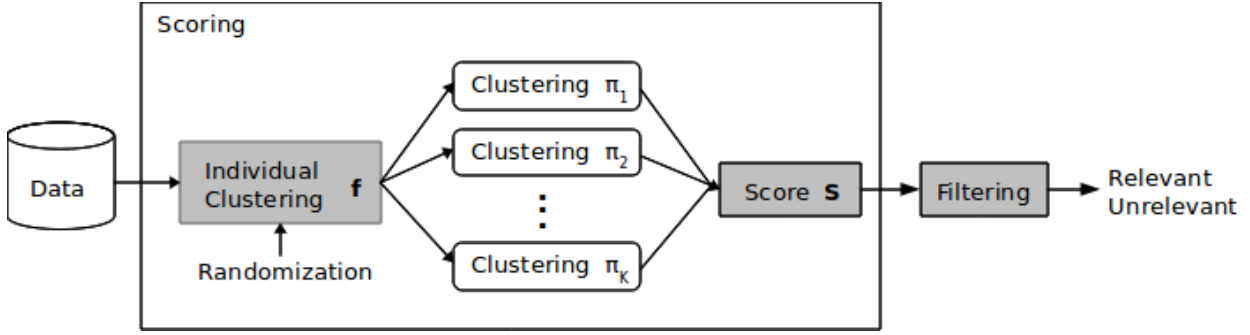 Scoring
Data
Individual
Clustering f
Randomization
Clustering π1
Clustering π2
⋮
Clustering πK
Score S
Filtering
Relevant
Unrelevant